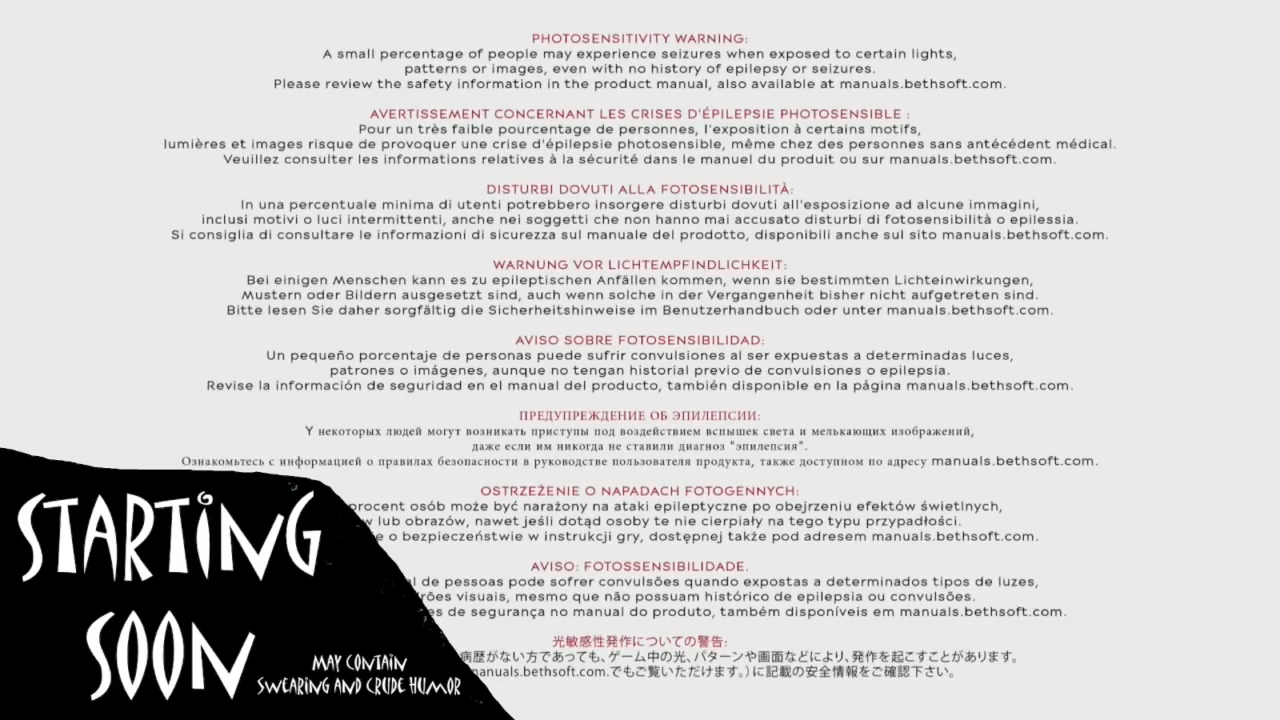 PHOTOSENSITIVITY WARNING:
A small percentage of people may experience seizures when exposed to certain lights,
patterns or images, even with no history of epilepsy or seizures.
Please review the safety information in the product manual, also available at manuals.bethsoft.com.
AVERTISSEMENT CONCERNANT LES CRISES D'ÉPILEPSIE PHOTOSENSIBLE :
Pour un très faible pourcentage de personnes, l'exposition à certains motifs,
lumières et images risque de provoquer une crise d'épilepsie photosensible, même chez des personnes sans antécédent médical.
Veuillez consulter les informations relatives à la sécurité dans le manuel du produit ou sur manuals.bethsoft.com.
DISTURBI DOVUTI ALLA FOTOSENSIBILITÀ:
In una percentuale minima di utenti potrebbero insorgere disturbi dovuti all'esposizione ad alcune immagini,
inclusi motivi o luci intermittenti, anche nei soggetti che non hanno mai accusato disturbi di fotosensibilità o epilessia.
Si consiglia di consultare le informazioni di sicurezza sul manuale del prodotto, disponibili anche sul sito manuals.bethsoft.com.
WARNUNG VOR LICHTEMPFINDLICHKEIT:
Bei einigen Menschen kann es zu epileptischen Anfällen kommen, wenn sie bestimmten Lichteinwirkungen,
Mustern oder Bildern ausgesetzt sind, auch wenn solche in der Vergangenheit bisher nicht aufgetreten sind.
Bitte lesen Sie daher sorgfältig die Sicherheitshinweise im Benutzerhandbuch oder unter manuals.bethsoft.com.
AVISO SOBRE FOTOSENSIBILIDAD:
Un pequeño porcentaje de personas puede sufrir convulsiones al ser expuestas a determinadas luces,
patrones o imágenes, aunque no tengan historial previo de convulsiones o epilepsia.
Revise la información de seguridad en el manual del producto, también disponible en la página manuals.bethsoft.com.
ПРЕДУПРЕЖДЕНИЕ ОБ ЭПИЛЕПСИИ:
У некоторых людей могут возникать приступы под воздействием вспышек света и мелькающих изображений,
даже если им никогда не ставили диагноз "эпилепсия".
Ознакомьтесь с информацией о правилах безопасности в руководстве пользователя продукта, также доступном по адресу manuals.bethsoft.com.
OSTRZEŻENIE O NAPADACH FOTOGENNYCH:
procent osób może być narażony na ataki epileptyczne po obejrzeniu efektów świetlnych,
lub obrazów, nawet jeśli dotąd osoby te nie cierpiały na tego typu przypadłości.
o bezpieczeństwie w instrukcji gry, dostępnej także pod adresem manuals.bethsoft.com.
AVISO: FOTOSSENSIBILIDADE.
de pessoas pode sofrer convulsões quando expostas a determinados tipos de luzes,
visuais, mesmo que não possuam histórico de epilepsia ou convulsões.
de segurança no manual do produto, também disponíveis em manuals.bethsoft.com.
光敏感性発作についての警告:
病歴がない方であっても、ゲーム中の光、パターンや画面などにより、発作を起こすことがあります。
manuals.bethsoft.com.でもご覧いただけます。）に記載の安全情報をご確認下さい。
STARTING
SOON
MAY CONTAIN
SWEARING AND CRUDE HUMOR